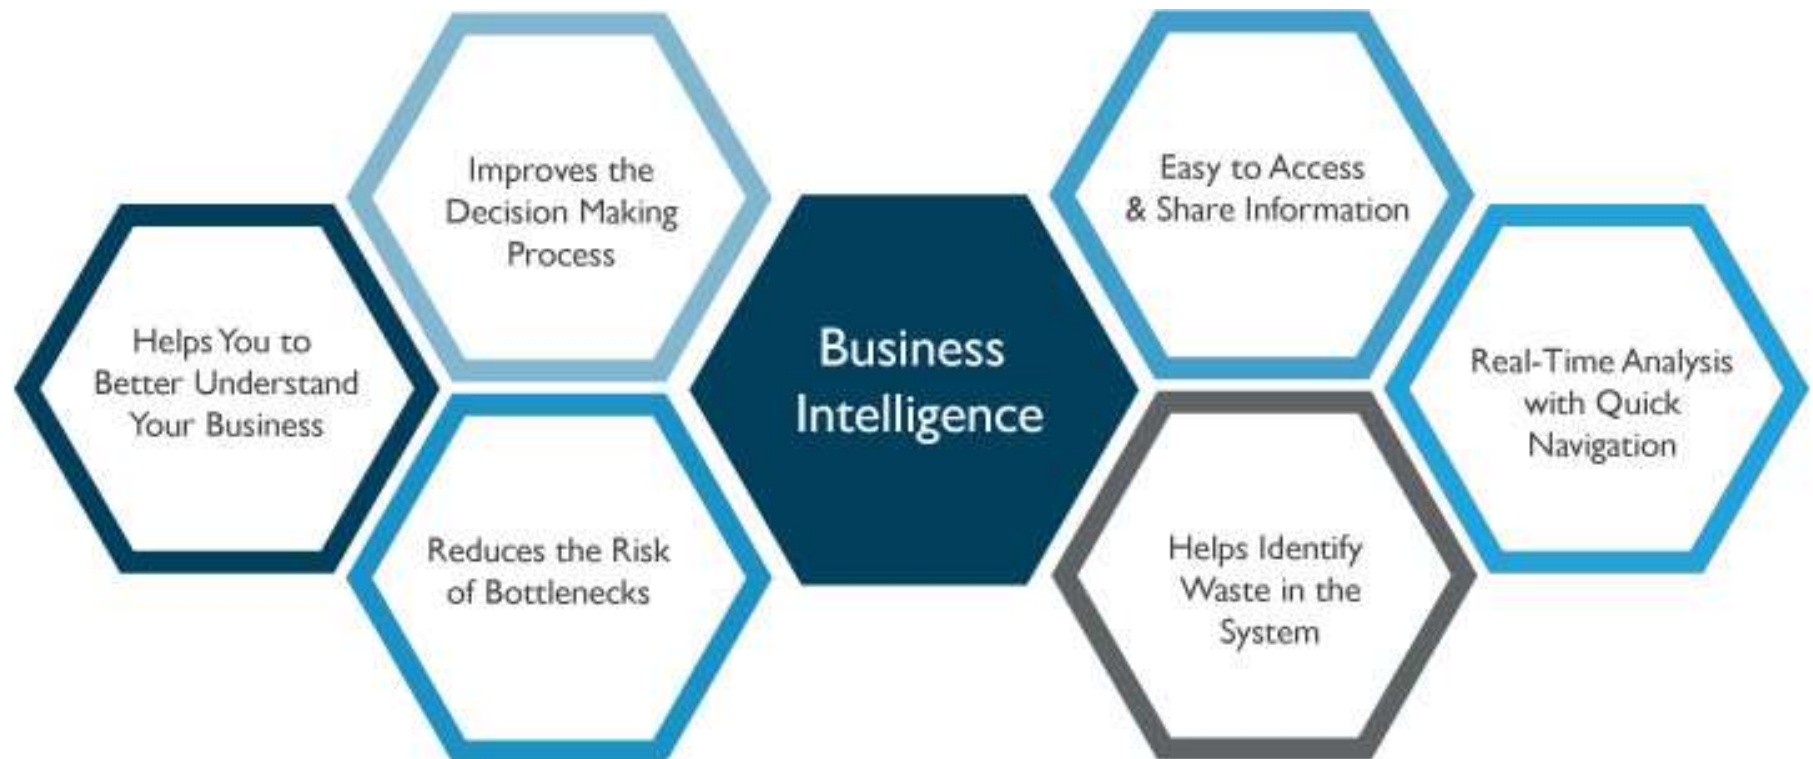 Improves the
Decision Making
Process
Easy to Access
& Share Information
Helps You to
Better Understand
Your Business
Business
Intelligence
Real-Time Analysis
with Quick
Navigation
Reduces the Risk
of Bottlenecks
Helps Identify
Waste in the
System